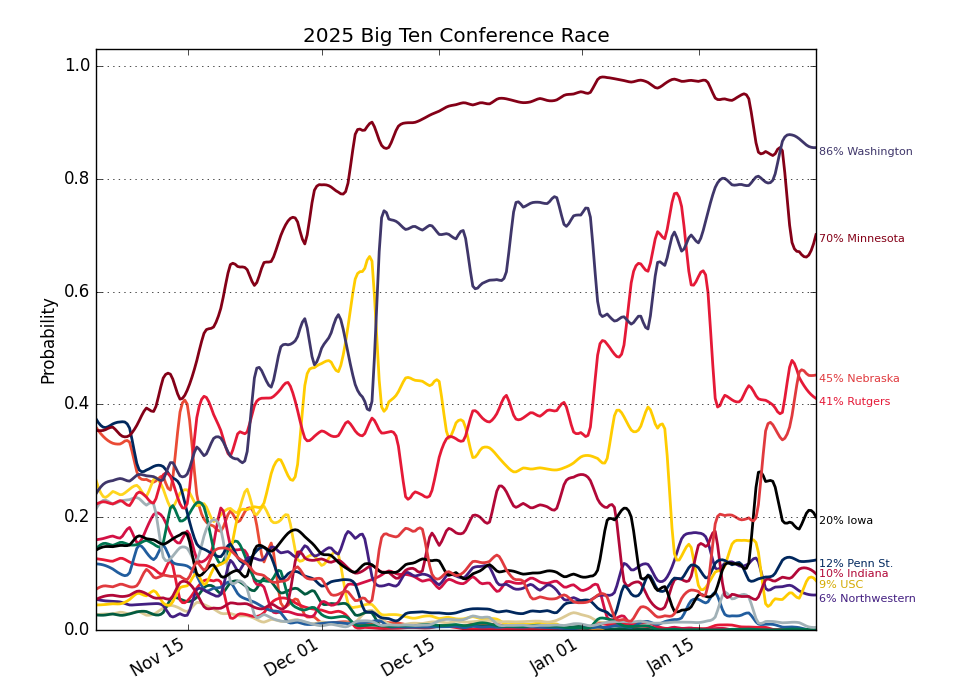 2025 Big Ten Conference Race
Probability
1.0
0.8
0.6
0.4
0.2
0.0
Nov 15
Dec 01
Dec 15
Jan 01
Jan 15
86% Washington
70% Minnesota
45% Nebraska
41% Rutgers
20% Iowa
12% Penn St.
10% Indiana
9% USC
6% Northwestern